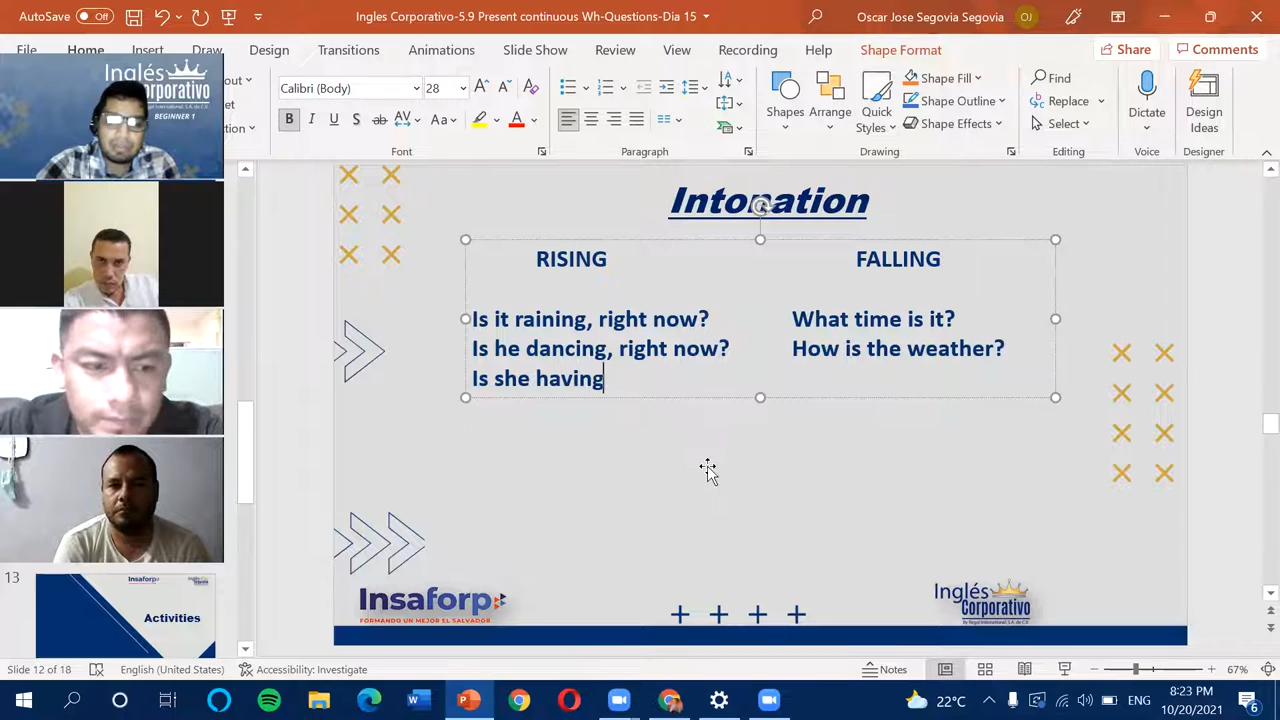 AutoSave Off
Ingles Corporativo-5.9 Present continuous Wh-Questions-Dia 15
Oscar Jose Segovia Segovia
OJ
File Home Insert Draw Design Transitions Animations Slide Show Review View Recording Help Shape Format
Share
Comments
Calibri (Body) 28
Shapes
Arrange
Quick
Styles
Shape Fill
Shape Outline
Shape Effects
Find
Replace
Select
Dictate
Design
Ideas
Font
Paragraph
Drawing
Editing
Voice
Designer
Inglés
Corporativo
BEGINNER 1
Intonation
RISING FALLING
Is it raining, right now? What time is it?
Is he dancing, right now? How is the weather?
Is she having
Insaforp
FORMANDO UN MEJOR EL SALVADOR
Inglés
Corporativo
By Regal International, S.A. de C.V.
13
Insaforp
Activities
Slide 12 of 18
English (United States)
Accessibility: Investigate
Notes
67%
22°C
ENG
8:23 PM
10/20/2021
6